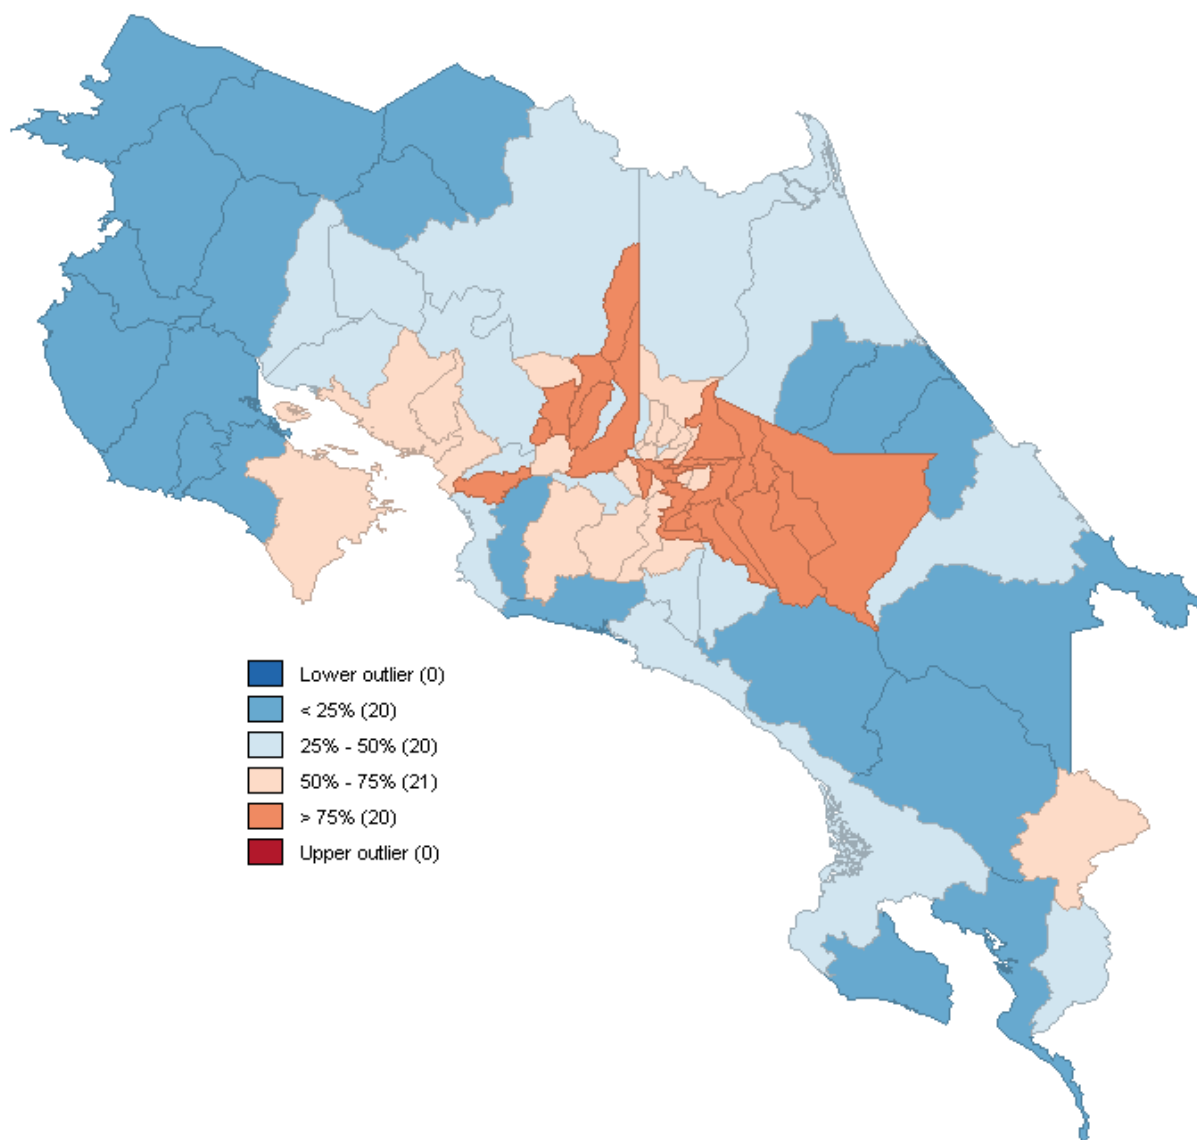 Lower outlier (0)
< 25% (20)
25% - 50% (20)
50% - 75% (21)
> 75% (20)
Upper outlier (0)